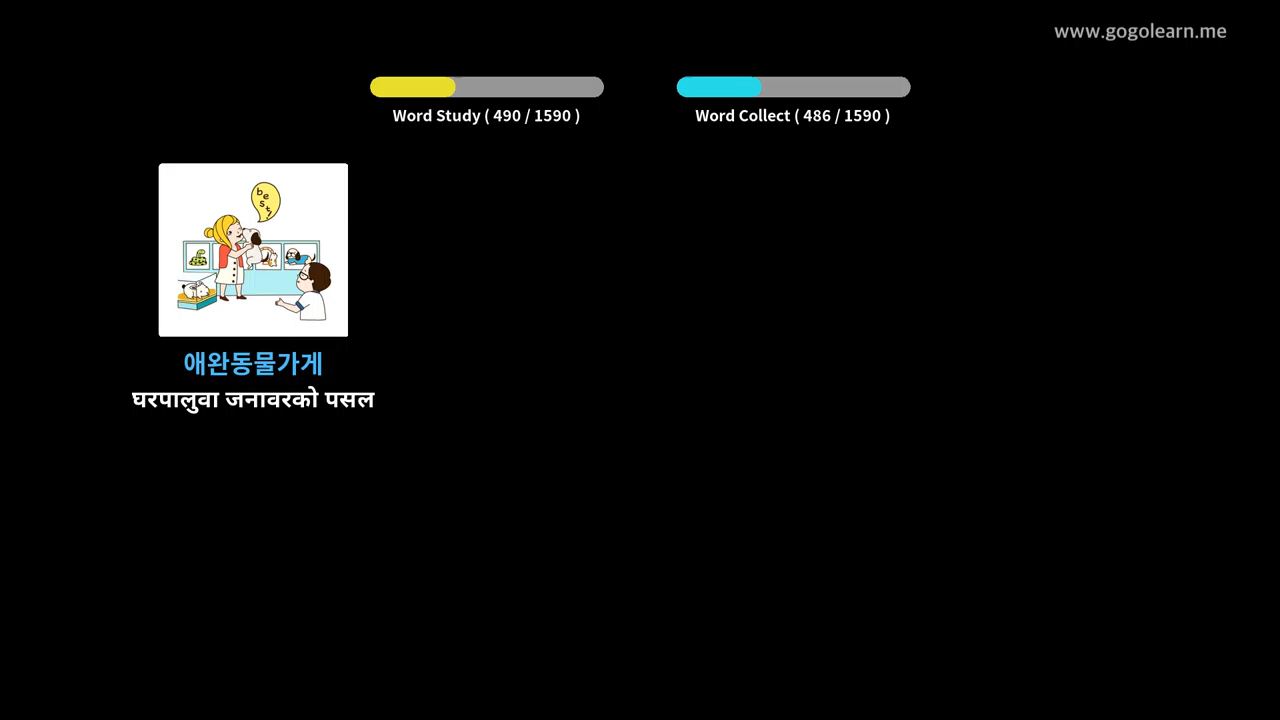 www.gogolearn.me
Word Study ( 490 / 1590 )
Word Collect ( 486 / 1590 )
best!
애완동물가게
घरपालुवा जनावरको पसल